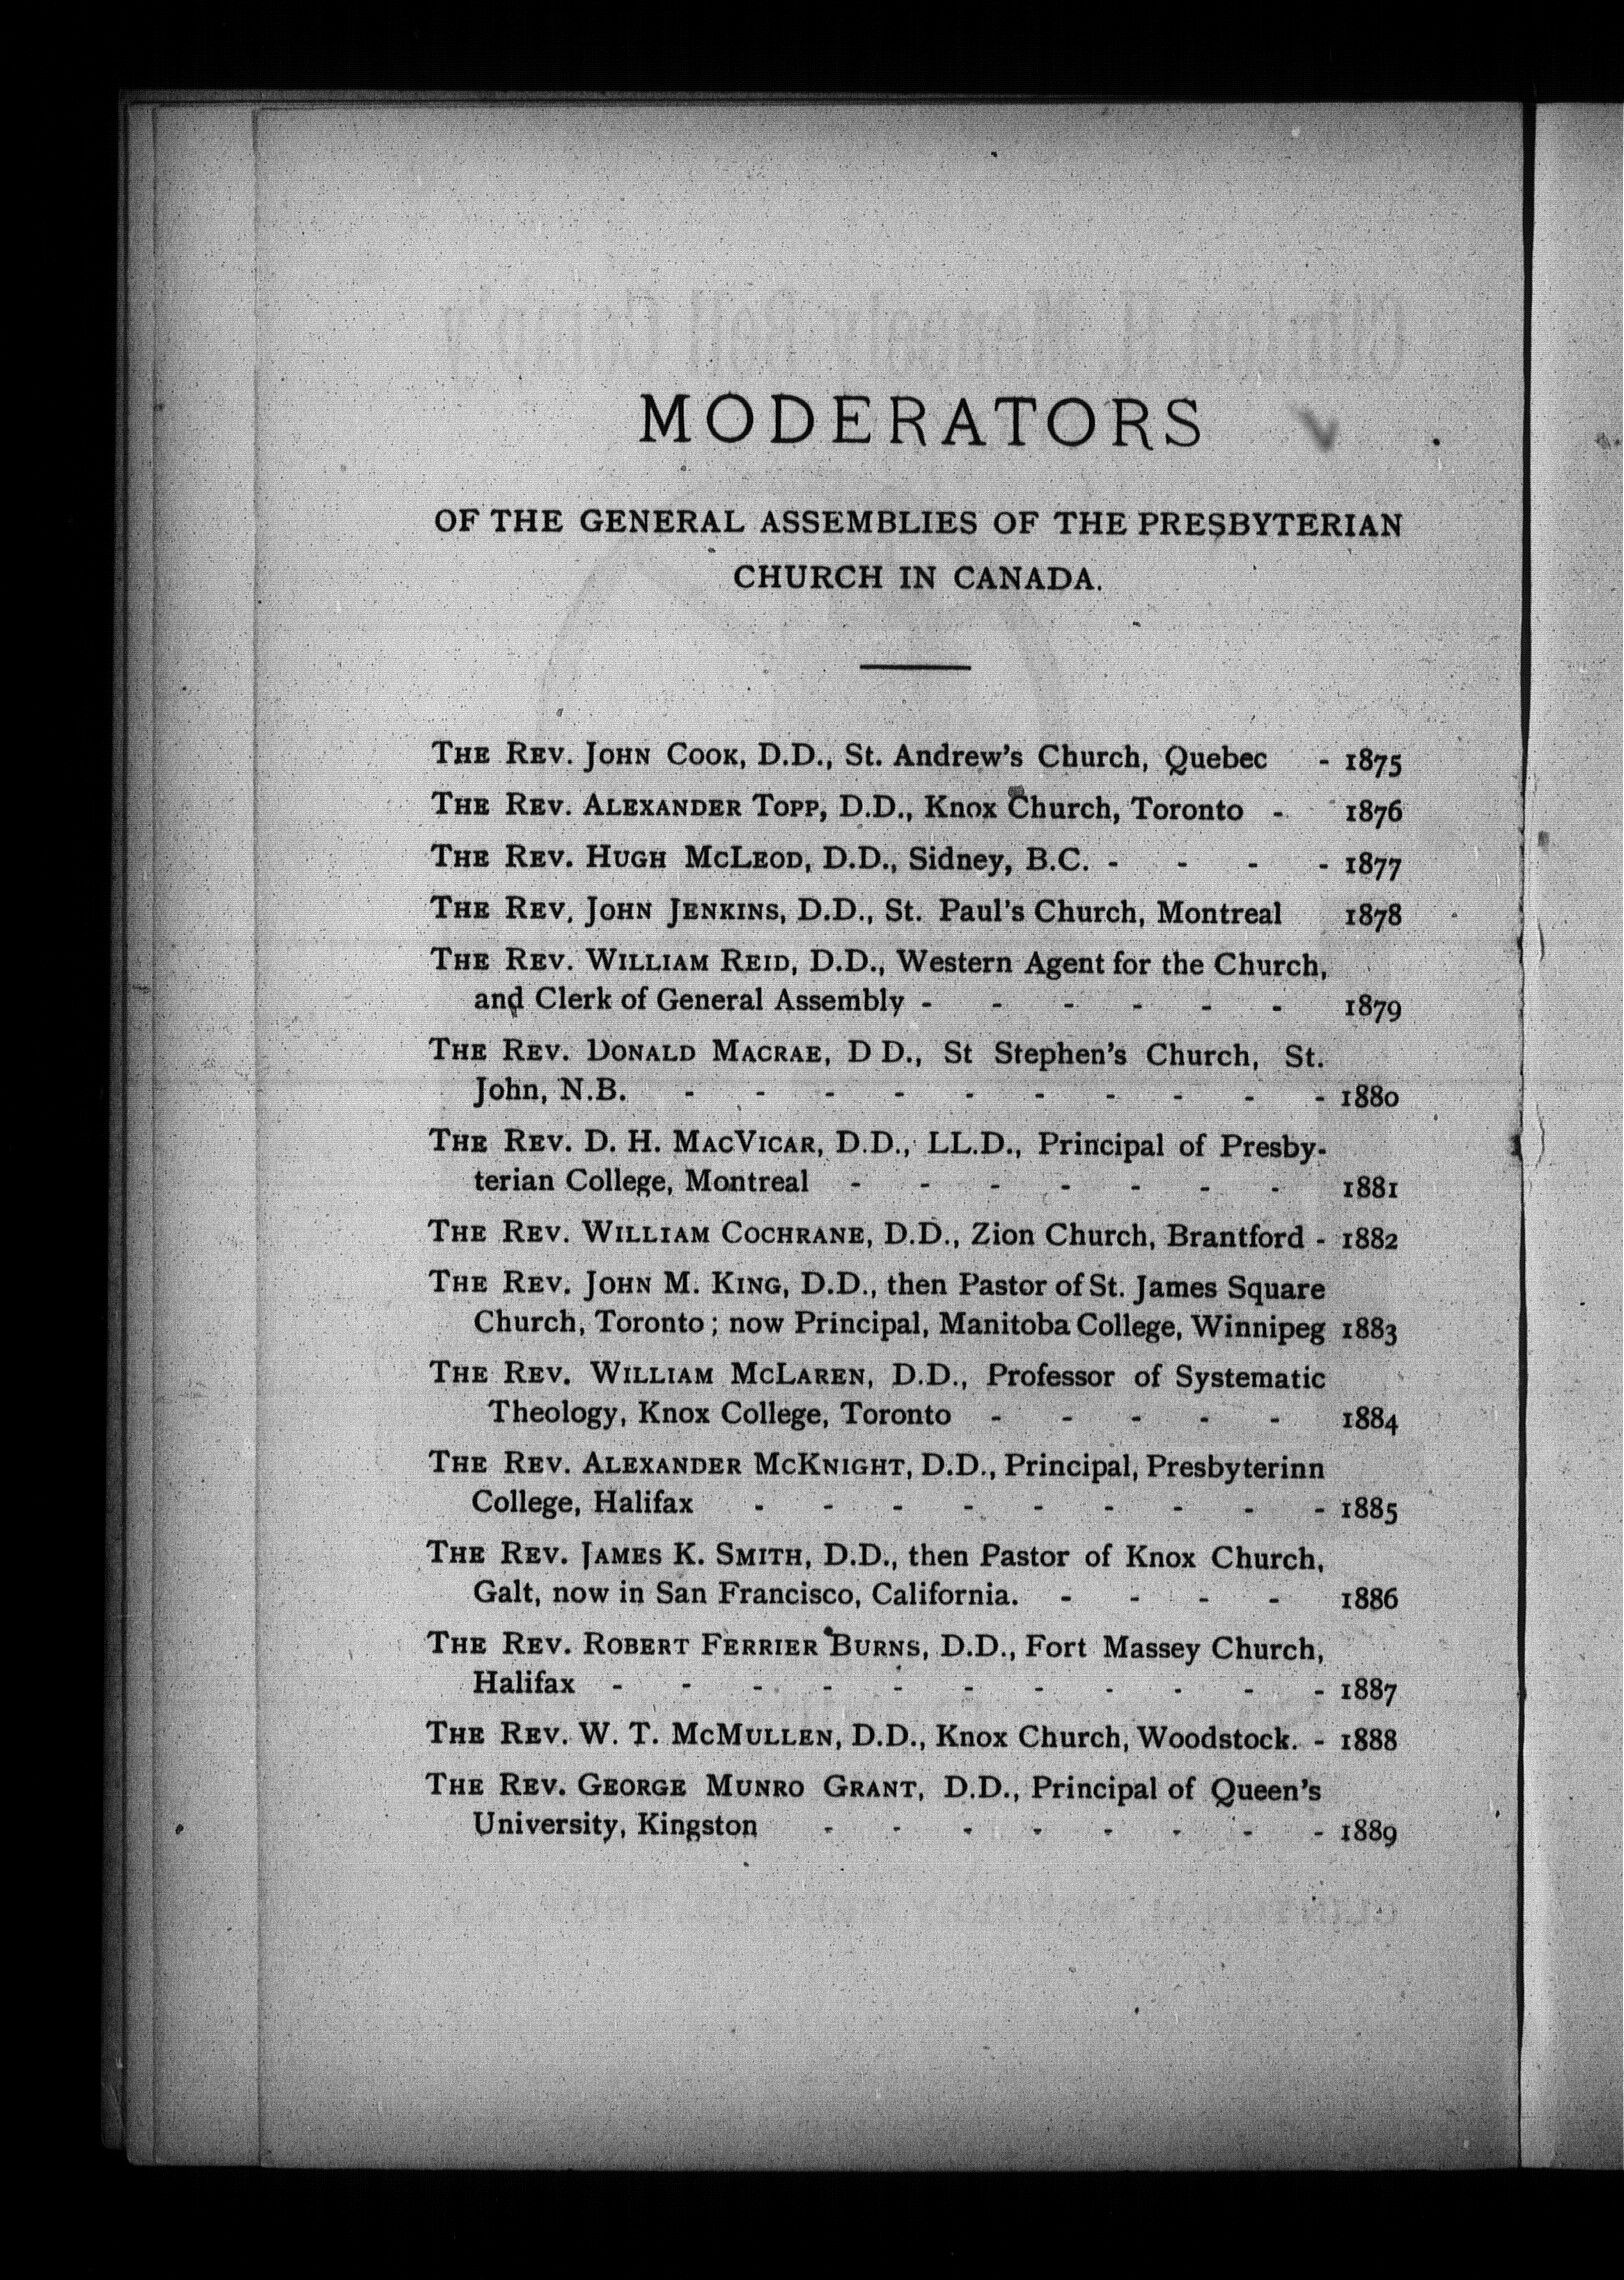 MODERATORS
OF THE GENERAL ASSEMBLIES OF THE PRESBYTERIAN
CHURCH IN CANADA.
THE REV. JOHN COOK, D.D., St. Andrew's Church, Quebec - 1875
THE REV. ALEXANDER TOPP, D.D., Knox Church, Toronto - 1876
THE REV. HUGH MCLEOD, D.D., Sidney, B.C. - - - - 1877
THE REV. JOHN JENKINS, D.D., St. Paul's Church, Montreal 1878
THE REV. WILLIAM REID, D.D., Western Agent for the Church,
and Clerk of General Assembly - - - - - - 1879
THE REV. DONALD MACRAE, D D., St Stephen's Church, St.
John, N.B. - - - - - - - - - - 1880
THE REV. D. H. MACVICAR, D.D., LL.D., Principal of Presby-
terian College, Montreal - - - - - - - 1881
THE REV. WILLIAM COCHRANE, D.D., Zion Church, Brantford - 1882
THE REV. JOHN M. KING, D.D., then Pastor of St. James Square
Church, Toronto; now Principal, Manitoba College, Winnipeg 1883
THE REV. WILLIAM MCLAREN, D.D., Professor of Systematic
Theology, Knox College, Toronto - - - - - 1884
THE REV. ALEXANDER MCKNIGHT, D.D., Principal, Presbyterinn
College, Halifax - - - - - - - - - 1885
THE REV. JAMES K. SMITH, D.D., then Pastor of Knox Church,
Galt, now in San Francisco, California. - - - - 1886
THE REV. ROBERT FERRIER BURNS, D.D., Fort Massey Church,
Halifax - - - - - - - - - - - 1887
THE REV. W. T. MCMULLEN, D.D., Knox Church, Woodstock. - 1888
THE REV. GEORGE MUNRO GRANT, D.D., Principal of Queen's
University, Kingston - - - - - - - - 1889